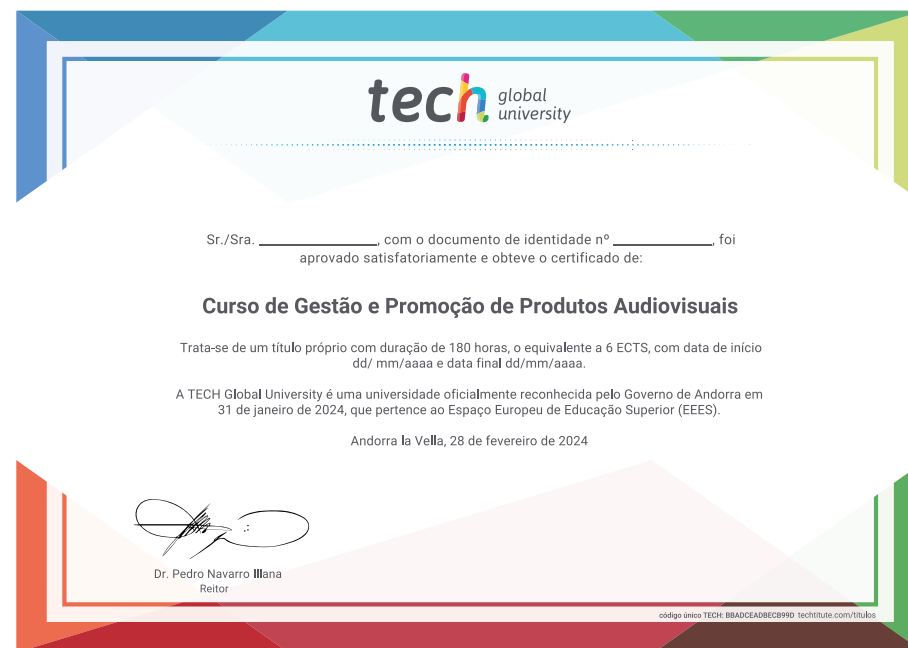 tech global university
Sr./Sra. ________________, com o documento de identidade nº ______________, foi
aprovado satisfatoriamente e obteve o certificado de:
Curso de Gestão e Promoção de Produtos Audiovisuais
Trata-se de um título próprio com duração de 180 horas, o equivalente a 6 ECTS, com data de início
dd/ mm/aaaa e data final dd/mm/aaaa.
A TECH Global University é uma universidade oficialmente reconhecida pelo Governo de Andorra em
31 de janeiro de 2024, que pertence ao Espaço Europeu de Educação Superior (EEES).
Andorra la Vella, 28 de fevereiro de 2024
Dr. Pedro Navarro Illana
Reitor
código único TECH: BBADCEADBECB99D techtitute.com/titulos